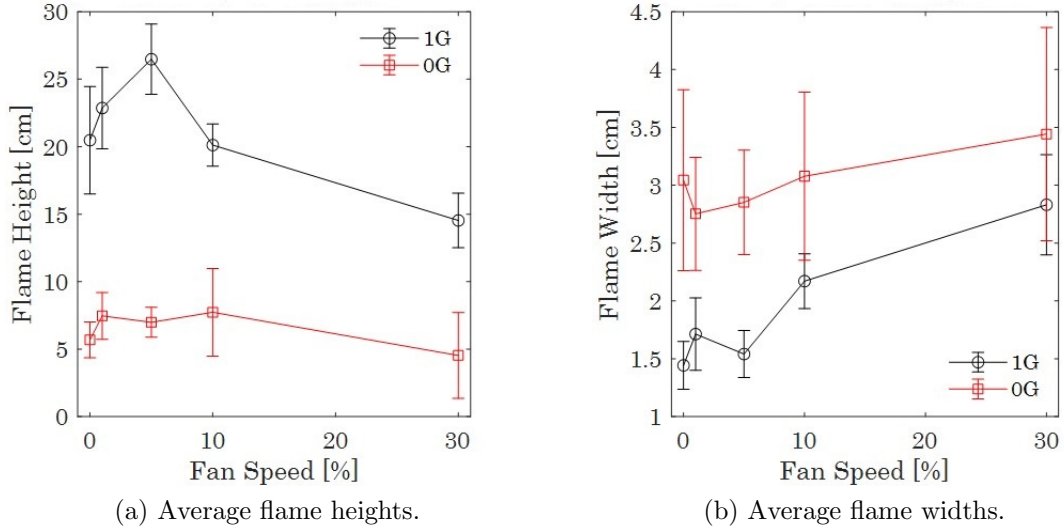 30
25
20
15
10
5
0
Flame Height [cm]
1G
0G
0 10 20 30
Fan Speed [%]
(a) Average flame heights.
4.5
4
3.5
3
2.5
2
1.5
1
Flame Width [cm]
1G
0G
0 10 20 30
Fan Speed [%]
(b) Average flame widths.